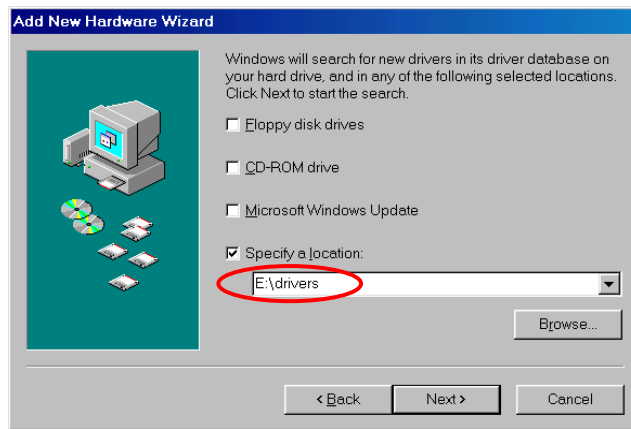 Add New Hardware Wizard
Windows will search for new drivers in its driver database on
your hard drive, and in any of the following selected locations.
Click Next to start the search.
Floppy disk drives
CD-ROM drive
Microsoft Windows Update
Specify a location:
E:\drivers
Browse...
< Back
Next >
Cancel